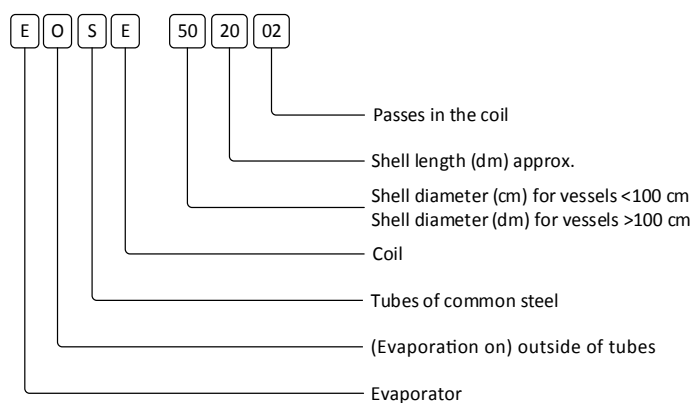 E O S E 50 20 02
Passes in the coil
Shell length (dm) approx.
Shell diameter (cm) for vessels <100 cm
Shell diameter (dm) for vessels >100 cm
Coil
Tubes of common steel
(Evaporation on) outside of tubes
Evaporator